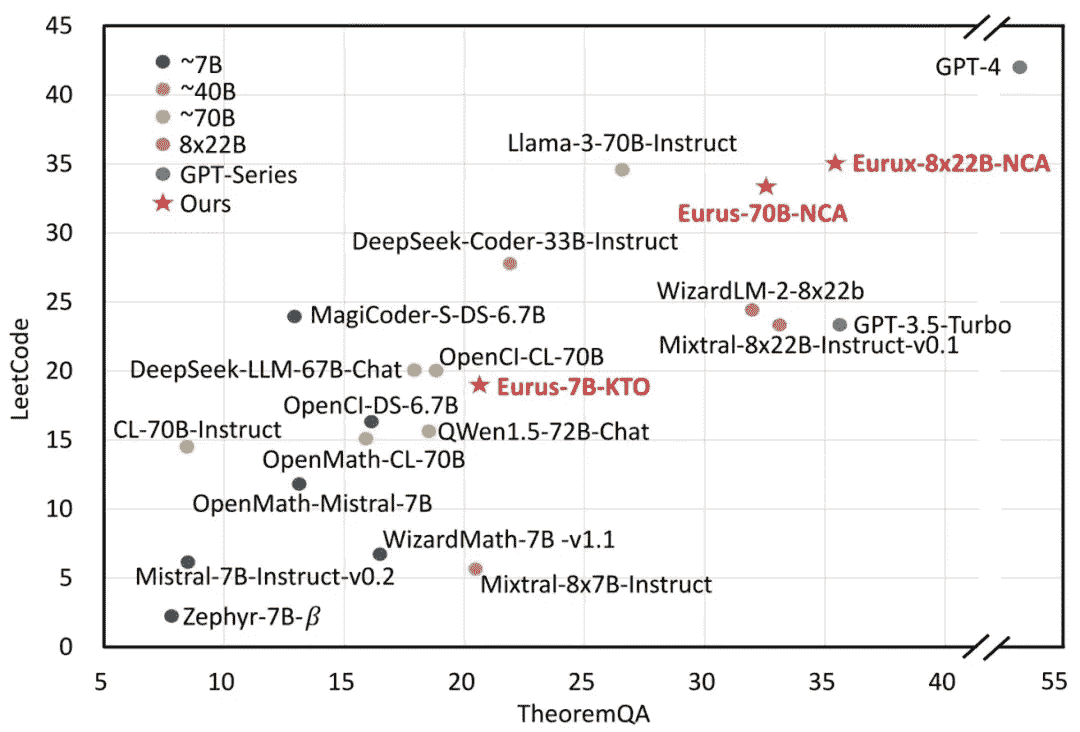 45
40
35
30
25
20
15
10
5
0
LeetCode
~7B
~40B
~70B
8x22B
GPT-Series
Ours
GPT-4
Llama-3-70B-Instruct
Eurux-8x22B-NCA
Eurus-70B-NCA
DeepSeek-Coder-33B-Instruct
WizardLM-2-8x22b
MagiCoder-S-DS-6.7B
GPT-3.5-Turbo
Mixtral-8x22B-Instruct-v0.1
OpenCI-CL-70B
DeepSeek-LLM-67B-Chat
Eurus-7B-KTO
OpenCI-DS-6.7B
CL-70B-Instruct
QWen1.5-72B-Chat
OpenMath-CL-70B
OpenMath-Mistral-7B
WizardMath-7B -v1.1
Mistral-7B-Instruct-v0.2
Mixtral-8x7B-Instruct
Zephyr-7B-β
5 10 15 20 25 30 35 40 55
TheoremQA